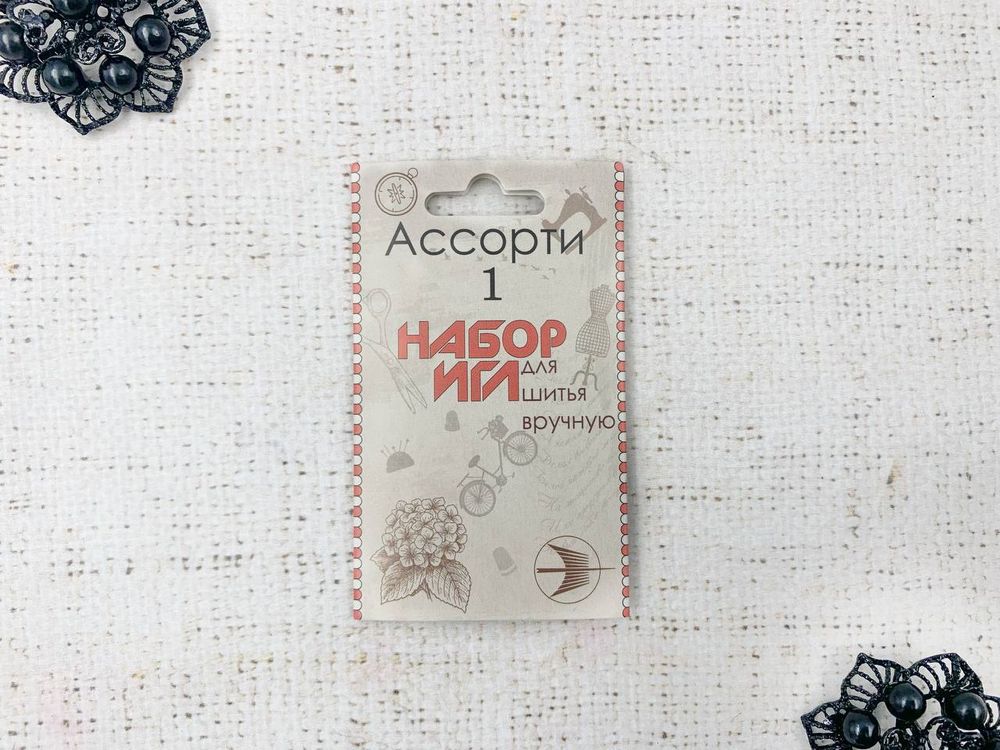 Ассорти
1
НАБОР
ИГЛ для
шитья
вручную